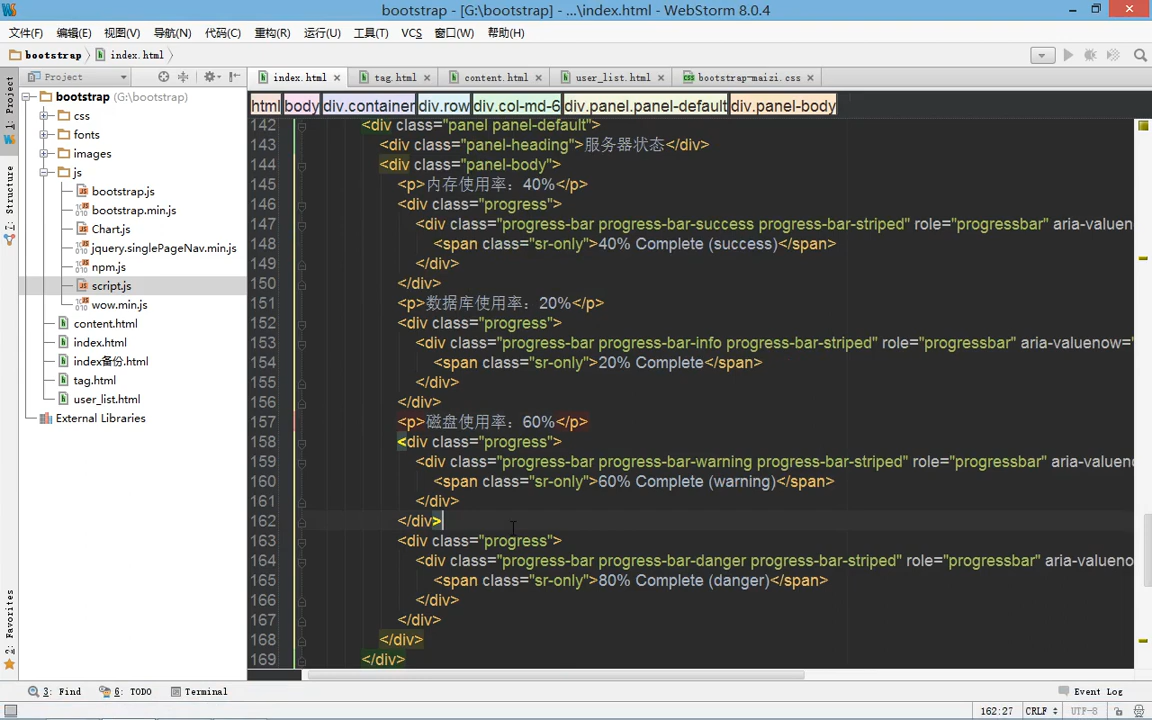 bootstrap - [G:\bootstrap] - ...\index.html - WebStorm 8.0.4
文件(F) 编辑(E) 视图(V) 导航(N) 代码(C) 重构(R) 运行(U) 工具(T) VCS 窗口(W) 帮助(H)
bootstrap index.html
Project
index.html tag.html content.html user_list.html bootstrap-maizi.css
html body div.container div.row div.col-md-6 div.panel.panel-default div.panel-body
1: Project
7: Structure
2: Favorites
bootstrap (G:\bootstrap)
css
fonts
images
js
bootstrap.js
bootstrap.min.js
Chart.js
jquery.singlePageNav.min.js
npm.js
script.js
wow.min.js
content.html
index.html
index备份.html
tag.html
user_list.html
External Libraries
142 <div class="panel panel-default">
143 <div class="panel-heading">服务器状态</div>
144 <div class="panel-body">
145 <p>内存使用率：40%</p>
146 <div class="progress">
147 <div class="progress-bar progress-bar-success progress-bar-striped" role="progressbar" aria-valuen
148 <span class="sr-only">40% Complete (success)</span>
149 </div>
150 </div>
151 <p>数据库使用率：20%</p>
152 <div class="progress">
153 <div class="progress-bar progress-bar-info progress-bar-striped" role="progressbar" aria-valuenow="
154 <span class="sr-only">20% Complete</span>
155 </div>
156 </div>
157 <p>磁盘使用率：60%</p>
158 <div class="progress">
159 <div class="progress-bar progress-bar-warning progress-bar-striped" role="progressbar" aria-valueno
160 <span class="sr-only">60% Complete (warning)</span>
161 </div>
162 </div>
163 <div class="progress">
164 <div class="progress-bar progress-bar-danger progress-bar-striped" role="progressbar" aria-valueno
165 <span class="sr-only">80% Complete (danger)</span>
166 </div>
167 </div>
168 </div>
169 </div>
3: Find 6: TODO Terminal Event Log
162:27 CRLF UTF-8